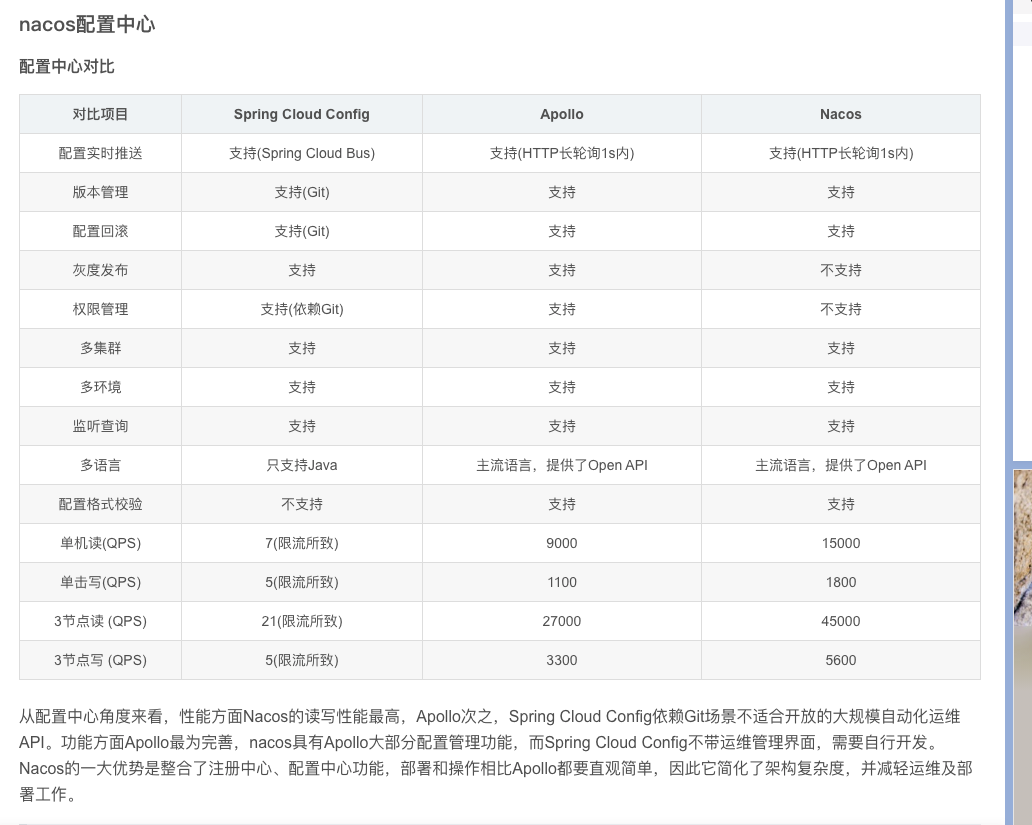 nacos配置中心
配置中心对比
对比项目 Spring Cloud Config Apollo Nacos
配置实时推送 支持(Spring Cloud Bus) 支持(HTTP长轮询1s内) 支持(HTTP长轮询1s内)
版本管理 支持(Git) 支持 支持
配置回滚 支持(Git) 支持 支持
灰度发布 支持 支持 不支持
权限管理 支持(依赖Git) 支持 不支持
多集群 支持 支持 支持
多环境 支持 支持 支持
监听查询 支持 支持 支持
多语言 只支持Java 主流语言，提供了Open API 主流语言，提供了Open API
配置格式校验 不支持 支持 支持
单机读(QPS) 7(限流所致) 9000 15000
单击写(QPS) 5(限流所致) 1100 1800
3节点读 (QPS) 21(限流所致) 27000 45000
3节点写 (QPS) 5(限流所致) 3300 5600
从配置中心角度来看，性能方面Nacos的读写性能最高，Apollo次之，Spring Cloud Config依赖Git场景不适合开放的大规模自动化运维
API。功能方面Apollo最为完善，nacos具有Apollo大部分配置管理功能，而Spring Cloud Config不带运维管理界面，需要自行开发。
Nacos的一大优势是整合了注册中心、配置中心功能，部署和操作相比Apollo都要直观简单，因此它简化了架构复杂度，并减轻运维及部
署工作。